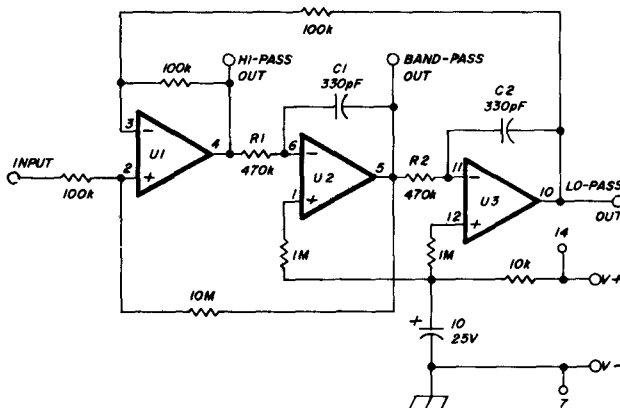 100k
100k
HI-PASS
OUT
C1
330pF
BAND-PASS
OUT
C2
330pF
3
−
U1
4
R1
470k
6
−
U2
5
R2
470k
11
−
U3
10
LO-PASS
OUT
INPUT
100k
2
+
1
+
12
+
1M
1M
14
10k
V+
10M
+
10
25V
V−
7